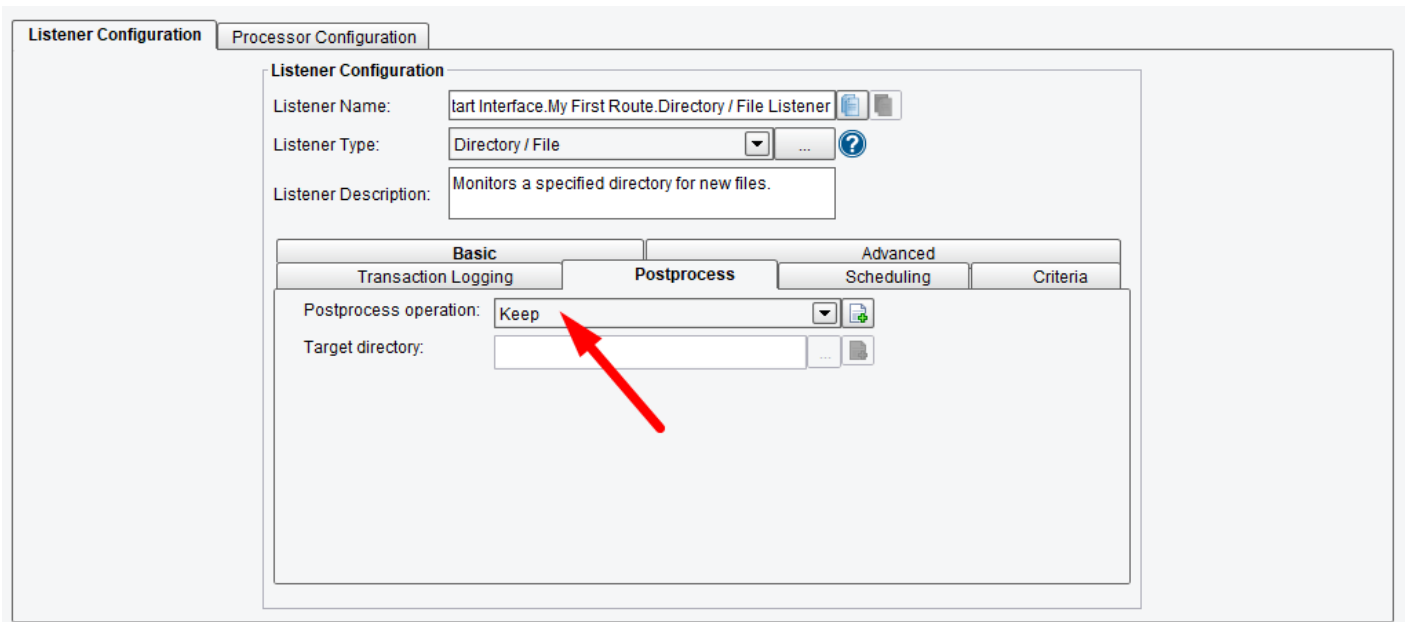 Listener Configuration Processor Configuration
Listener Configuration
Listener Name: tart Interface.My First Route.Directory / File Listener
Listener Type: Directory / File ... ?
Listener Description: Monitors a specified directory for new files.
Basic Advanced
Transaction Logging Postprocess Scheduling Criteria
Postprocess operation: Keep
Target directory: ...